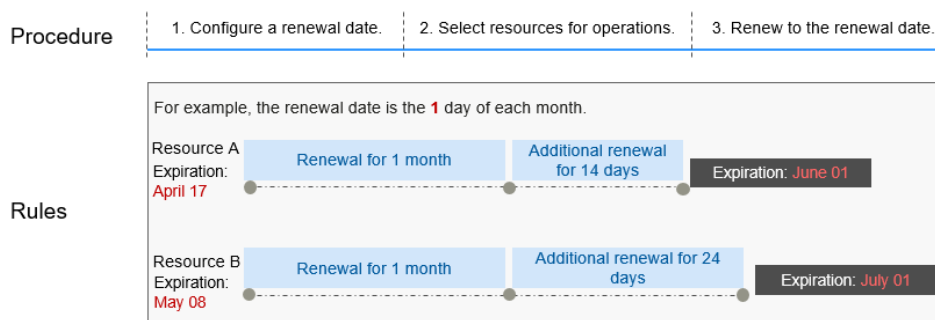 Procedure
1. Configure a renewal date.
2. Select resources for operations.
3. Renew to the renewal date.
Rules
For example, the renewal date is the 1 day of each month.
Resource A
Expiration:
April 17
Renewal for 1 month
Additional renewal
for 14 days
Expiration: June 01
Resource B
Expiration:
May 08
Renewal for 1 month
Additional renewal for 24
days
Expiration: July 01